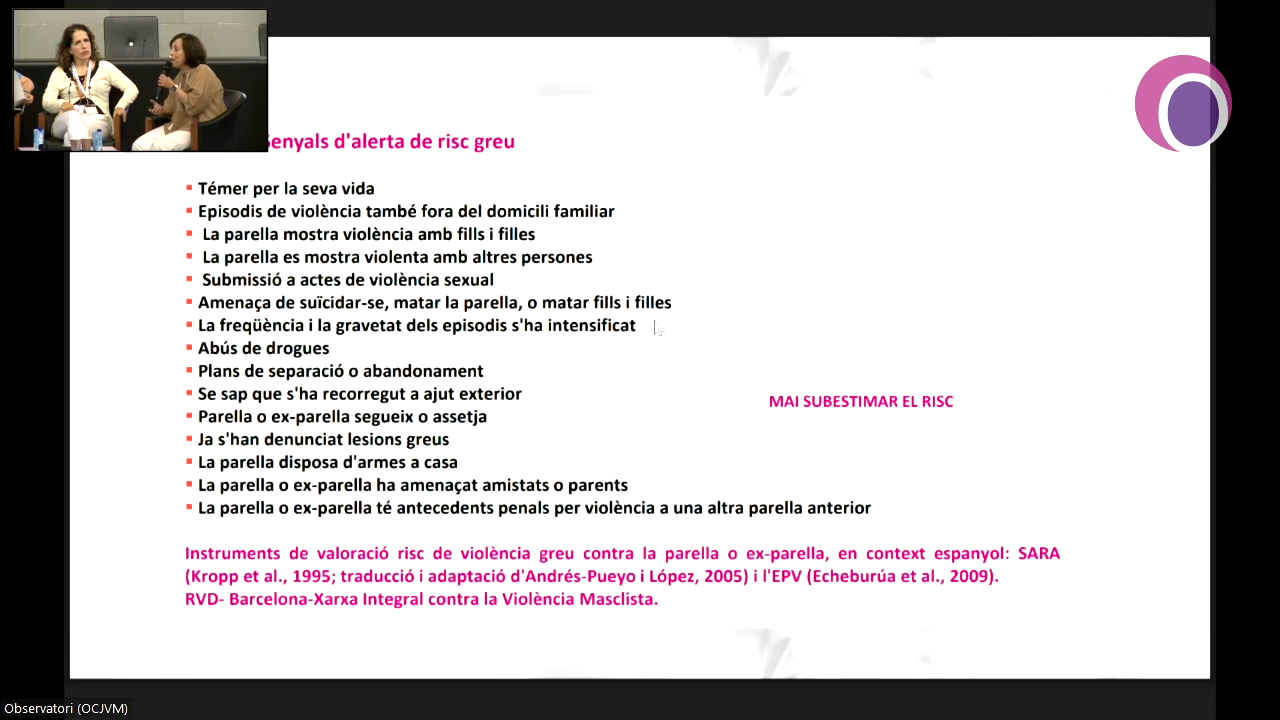 Senyals d'alerta de risc greu
Témer per la seva vida
Episodis de violència també fora del domicili familiar
La parella mostra violència amb fills i filles
La parella es mostra violenta amb altres persones
Submissió a actes de violència sexual
Amenaça de suïcidar-se, matar la parella, o matar fills i filles
La freqüència i la gravetat dels episodis s'ha intensificat
Abús de drogues
Plans de separació o abandonament
Se sap que s'ha recorregut a ajut exterior
Parella o ex-parella segueix o assetja
Ja s'han denunciat lesions greus
La parella disposa d'armes a casa
La parella o ex-parella ha amenaçat amistats o parents
La parella o ex-parella té antecedents penals per violència a una altra parella anterior
MAI SUBESTIMAR EL RISC
Instruments de valoració risc de violència greu contra la parella o ex-parella, en context espanyol: SARA
(Kropp et al., 1995; traducció i adaptació d'Andrés-Pueyo i López, 2005) i l'EPV (Echeburúa et al., 2009).
RVD- Barcelona-Xarxa Integral contra la Violència Masclista.
Observatori (OCJVM)